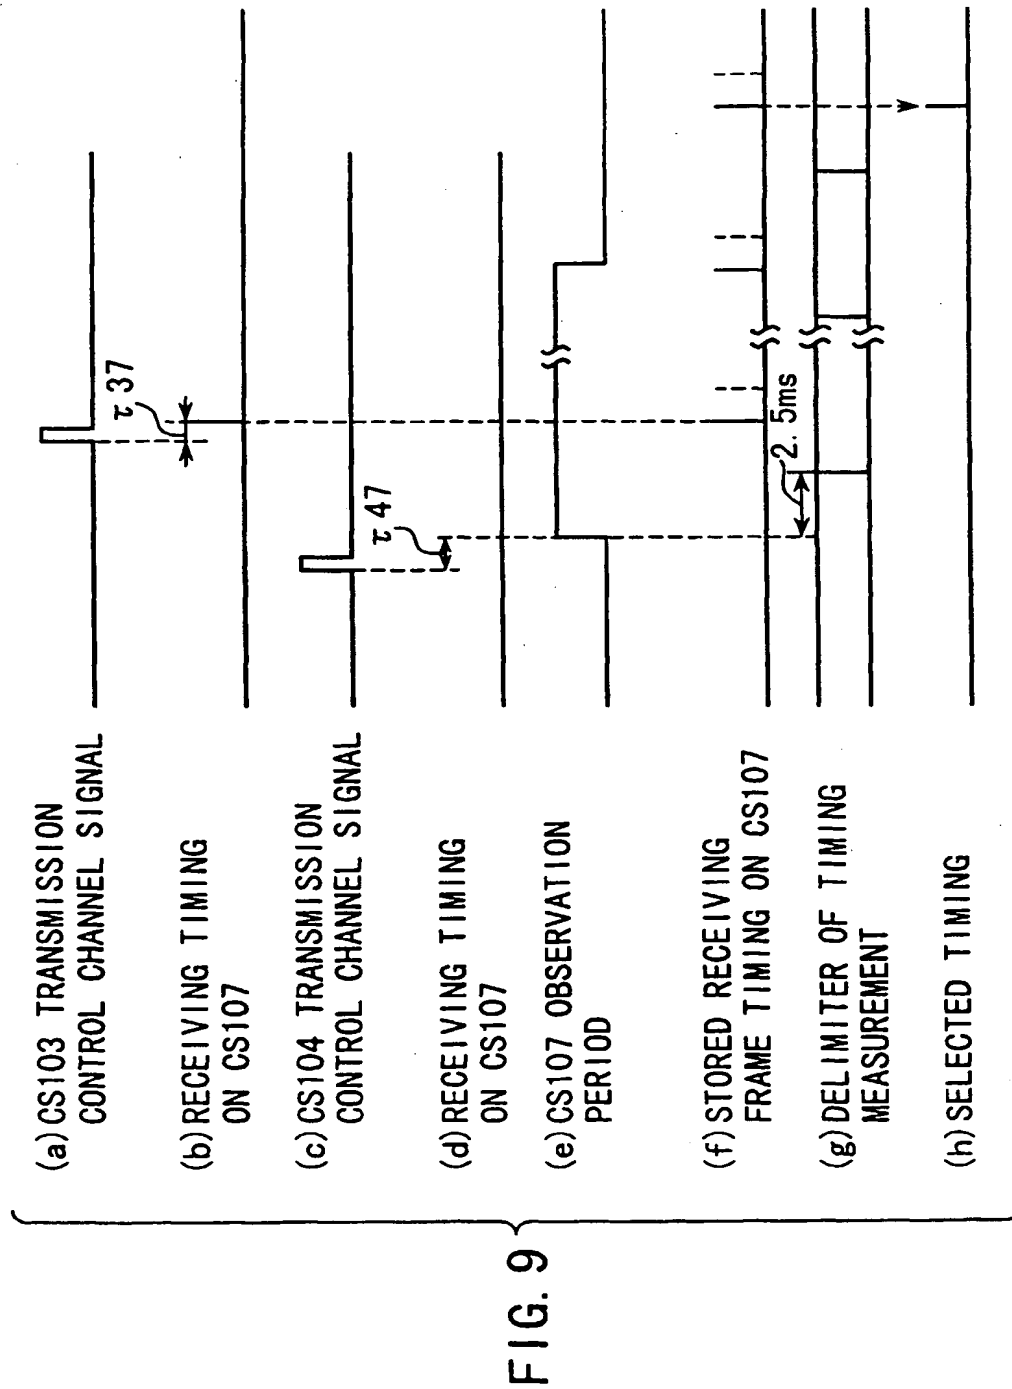 (a) CS103 TRANSMISSION
CONTROL CHANNEL SIGNAL
τ37
(b) RECEIVING TIMING
ON CS107
(c) CS104 TRANSMISSION
CONTROL CHANNEL SIGNAL
τ47
(d) RECEIVING TIMING
ON CS107
(e) CS107 OBSERVATION
PERIOD
(f) STORED RECEIVING
FRAME TIMING ON CS107
2.5ms
(g) DELIMITER OF TIMING
MEASUREMENT
(h) SELECTED TIMING
FIG. 9